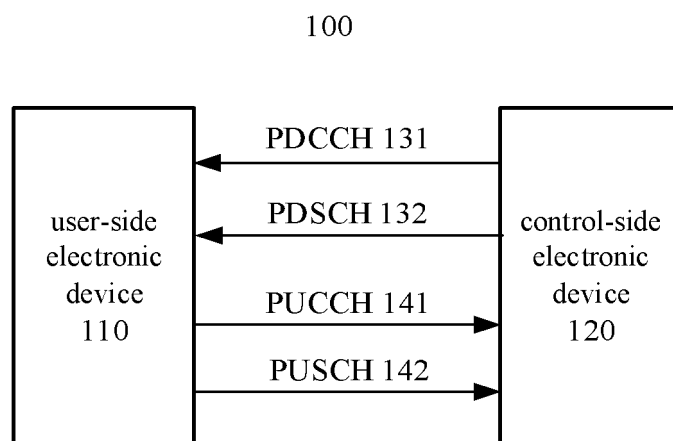 100
user-side
electronic
device
110
PDCCH 131
PDSCH 132
PUCCH 141
PUSCH 142
control-side
electronic
device
120